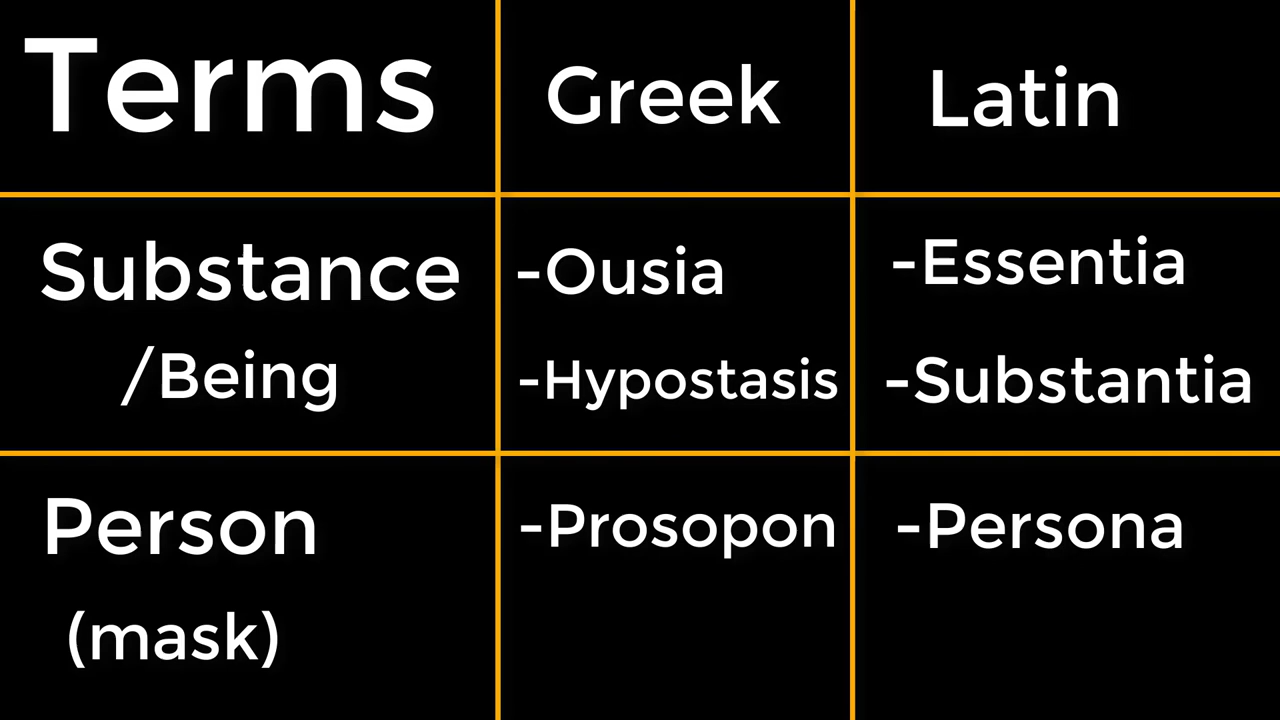 Terms
Greek
Latin
Substance
/Being
-Ousia
-Hypostasis
-Essentia
-Substantia
Person
(mask)
-Prosopon
-Persona